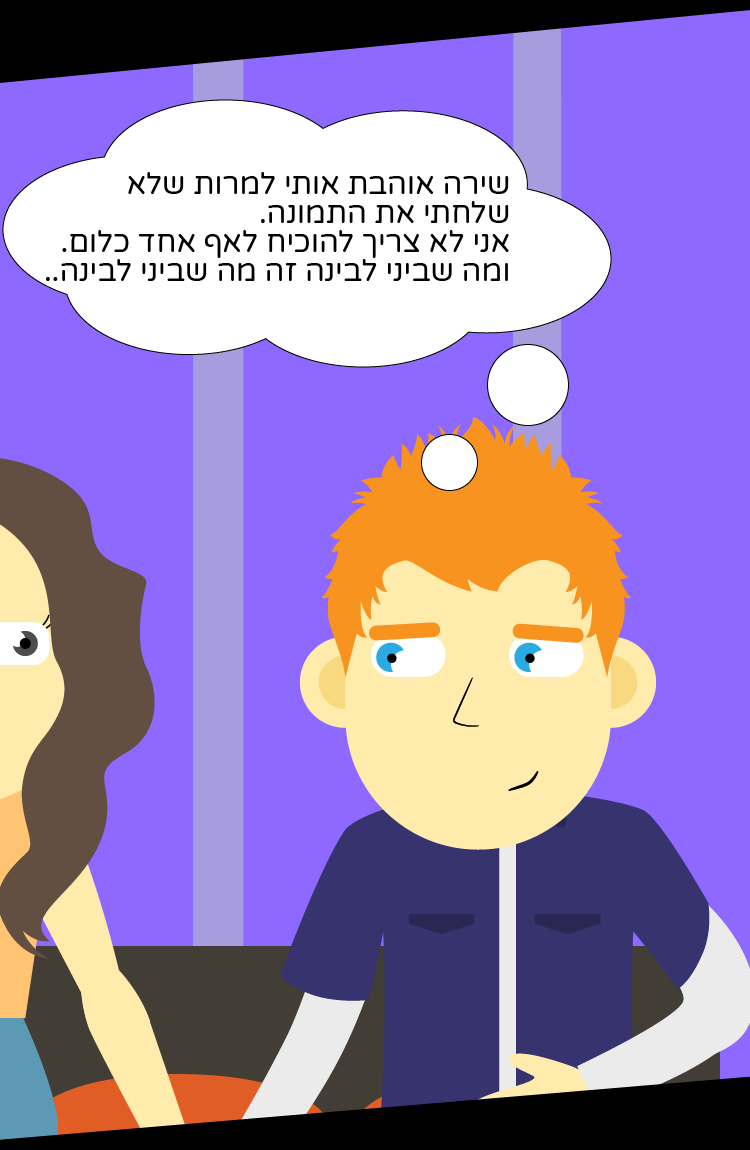 שירה אוהבת אותי למרות שלא
שלחתי את התמונה.
אני לא צריך להוכיח לאף אחד כלום.
ומה שביני לבינה זה מה שביני לבינה..